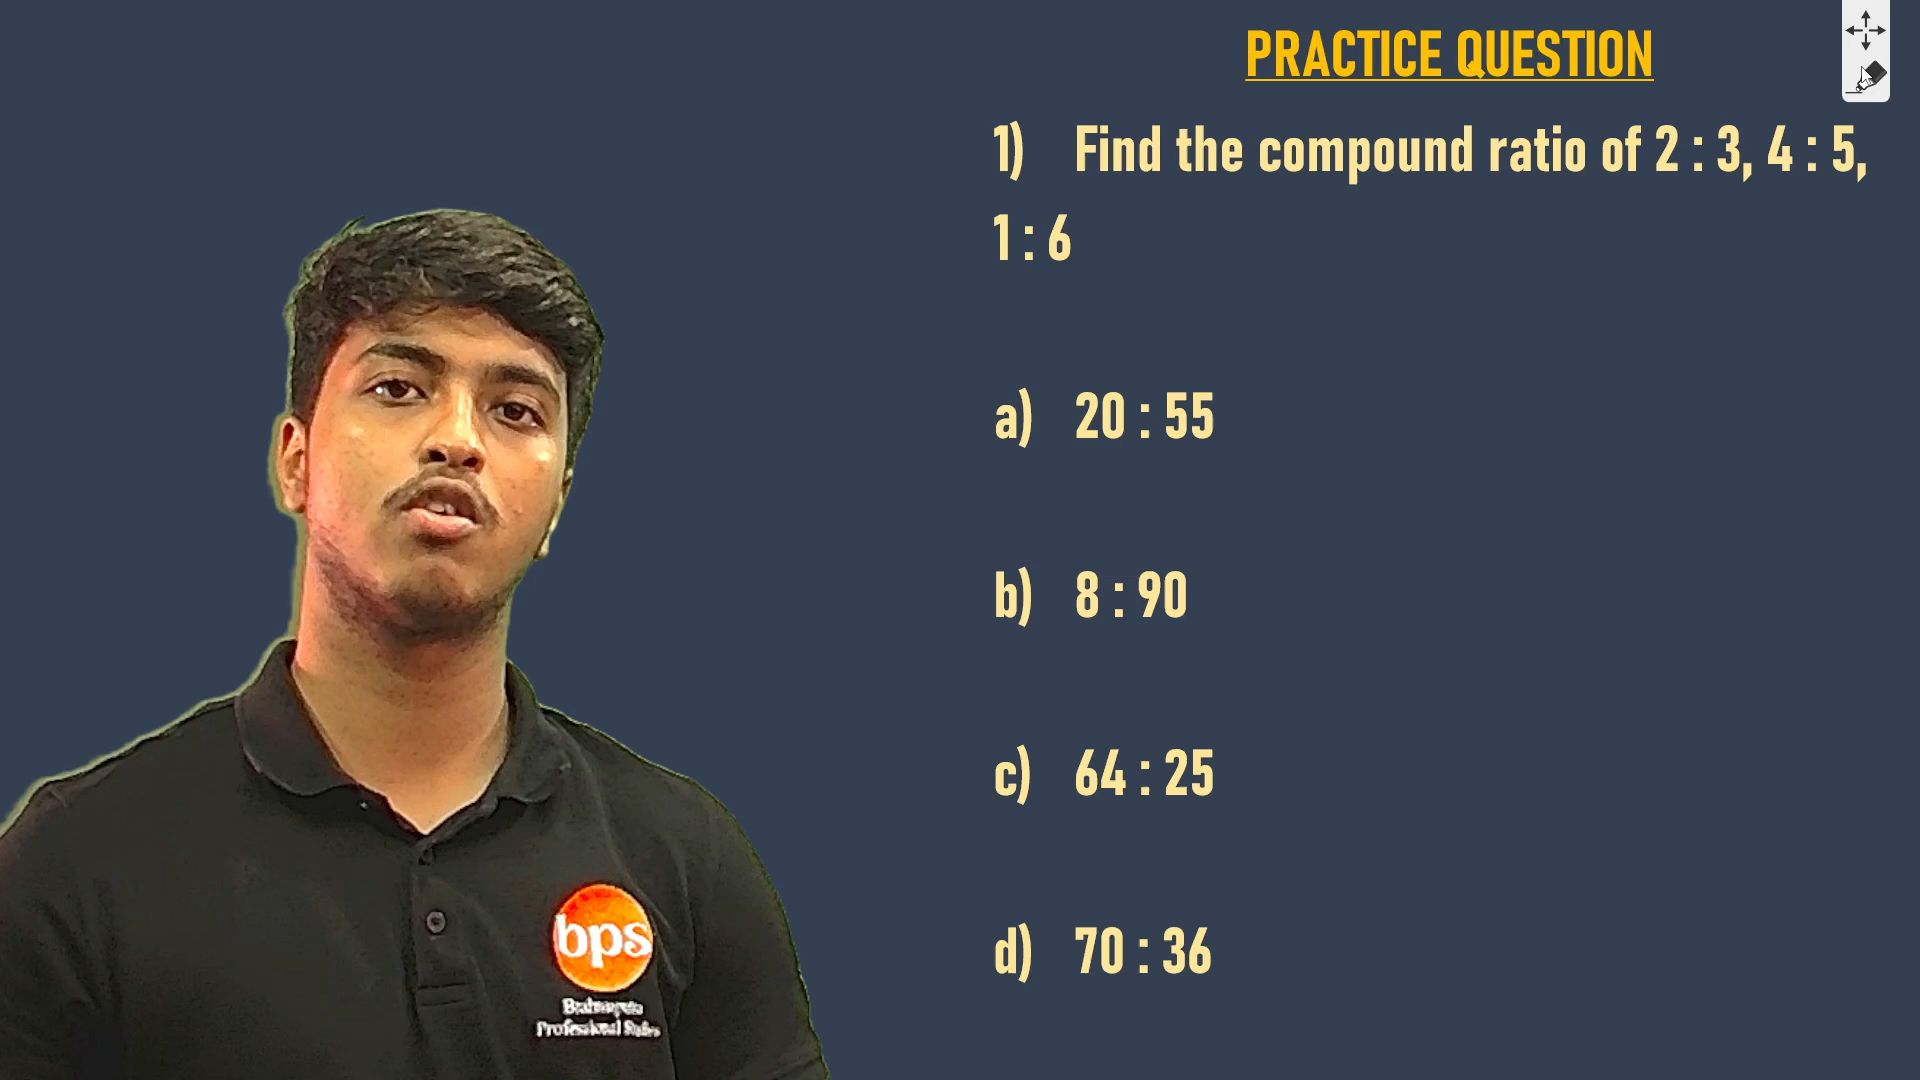 PRACTICE QUESTION
1) Find the compound ratio of 2 : 3, 4 : 5,
1 : 6
a) 20 : 55
b) 8 : 90
c) 64 : 25
d) 70 : 36
bps
Professional